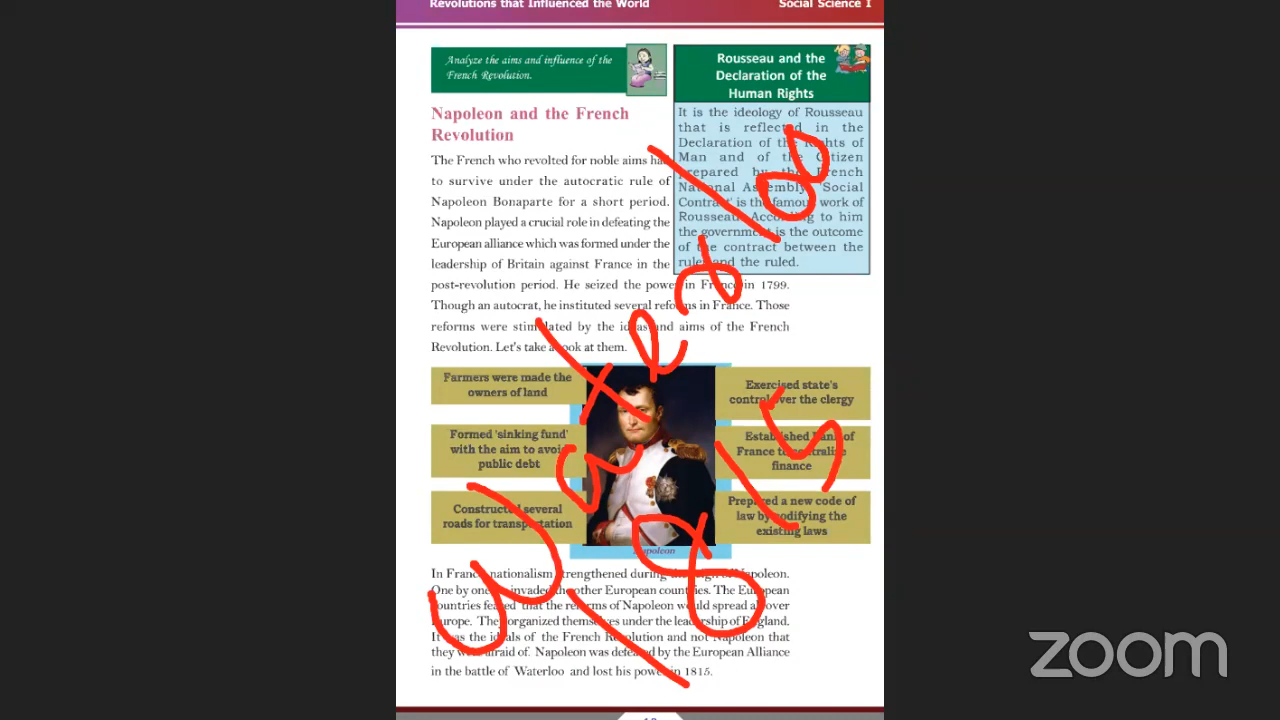 Revolutions that Influenced the World
Social Science I
Analyze the aims and influence of the
French Revolution.
Napoleon and the French
Revolution
The French who revolted for noble aims had
to survive under the autocratic rule of
Napoleon Bonaparte for a short period.
Napoleon played a crucial role in defeating the
European alliance which was formed under the
leadership of Britain against France in the
post-revolution period. He seized the power in France in 1799.
Though an autocrat, he instituted several reforms in France. Those
reforms were stimulated by the ideas and aims of the French
Revolution. Let's take a look at them.
Rousseau and the
Declaration of the
Human Rights
It is the ideology of Rousseau
that is reflected in the
Declaration of the Rights of
Man and of the Citizen
prepared by the French
National Assembly. 'Social
Contract' is the famous work of
Rousseau. According to him
the government is the outcome
of the contract between the
ruler and the ruled.
Farmers were made the
owners of land
Formed 'sinking fund'
with the aim to avoid
public debt
Constructed several
roads for transportation
Exercised state's
control over the clergy
Established Bank of
France to centralise
finance
Prepared a new code of
law by codifying the
existing laws
Napoleon
In France nationalism strengthened during the reign of Napoleon.
One by one he invaded the other European countries. The European
countries feared that the reforms of Napoleon would spread all over
Europe. They organized themselves under the leadership of England.
It was the ideals of the French Revolution and not Napoleon that
they were afraid of. Napoleon was defeated by the European Alliance
in the battle of Waterloo and lost his power in 1815.
Waterloo
1815
zoom